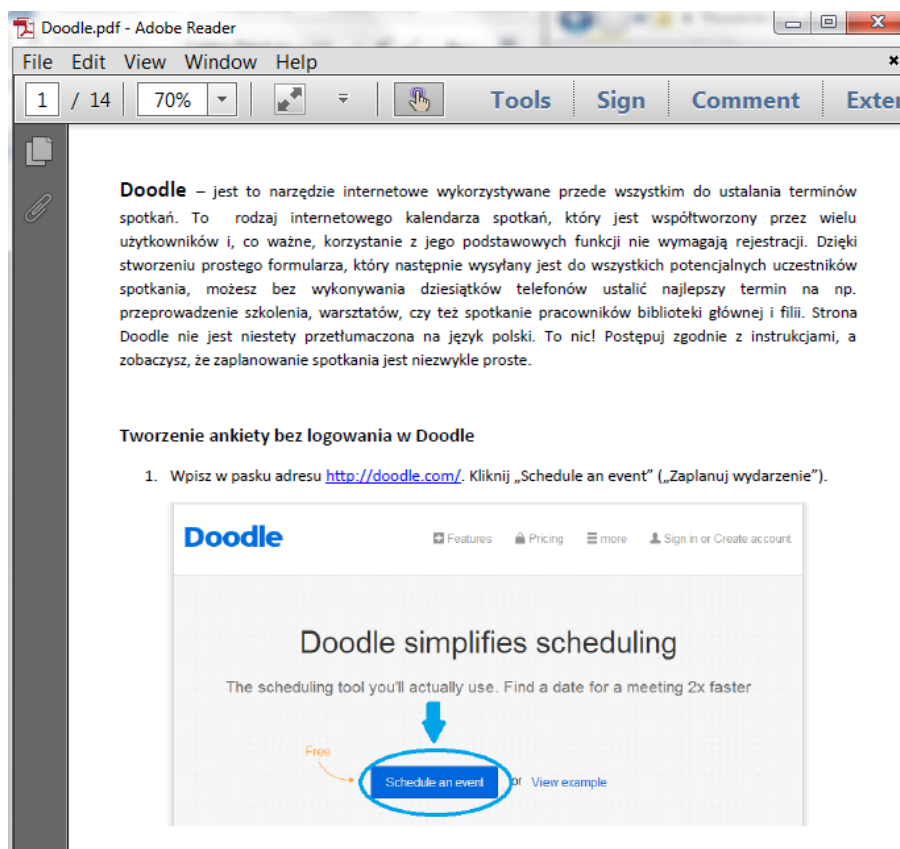 Doodle.pdf - Adobe Reader
File Edit View Window Help
1 / 14 70% Tools Sign Comment Exter
Doodle – jest to narzędzie internetowe wykorzystywane przede wszystkim do ustalania terminów
spotkań. To rodzaj internetowego kalendarza spotkań, który jest współtworzony przez wielu
użytkowników i, co ważne, korzystanie z jego podstawowych funkcji nie wymagają rejestracji. Dzięki
stworzeniu prostego formularza, który następnie wysyłany jest do wszystkich potencjalnych uczestników
spotkania, możesz bez wykonywania dziesiątków telefonów ustalić najlepszy termin na np.
przeprowadzenie szkolenia, warsztatów, czy też spotkanie pracowników biblioteki głównej i filii. Strona
Doodle nie jest niestety przetłumaczona na język polski. To nic! Postępuj zgodnie z instrukcjami, a
zobaczysz, że zaplanowanie spotkania jest niezwykle proste.
Tworzenie ankiety bez logowania w Doodle
1. Wpisz w pasku adresu http://doodle.com/. Kliknij „Schedule an event” („Zaplanuj wydarzenie”).
Doodle Features Pricing more Sign in or Create account
Doodle simplifies scheduling
The scheduling tool you'll actually use. Find a date for a meeting 2x faster
Free
Schedule an event or View example